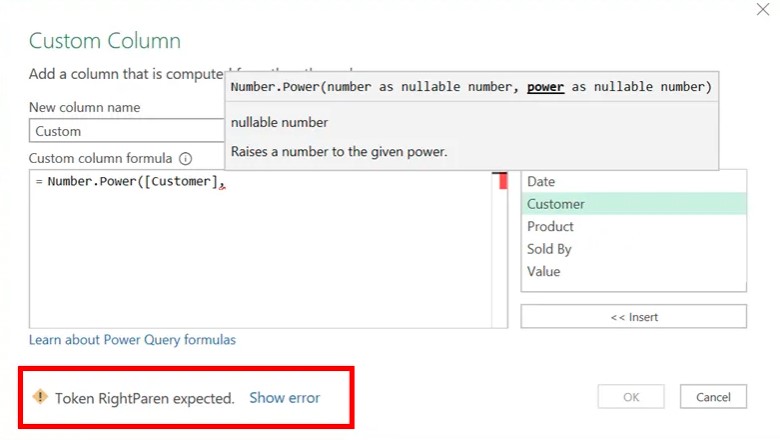 Custom Column
Add a column that is computed
Number.Power(number as nullable number, power as nullable number)
nullable number
Raises a number to the given power.
New column name
Custom
Custom column formula
= Number.Power([Customer],
Date
Customer
Product
Sold By
Value
<< Insert
Learn about Power Query formulas
Token RightParen expected. Show error
OK Cancel